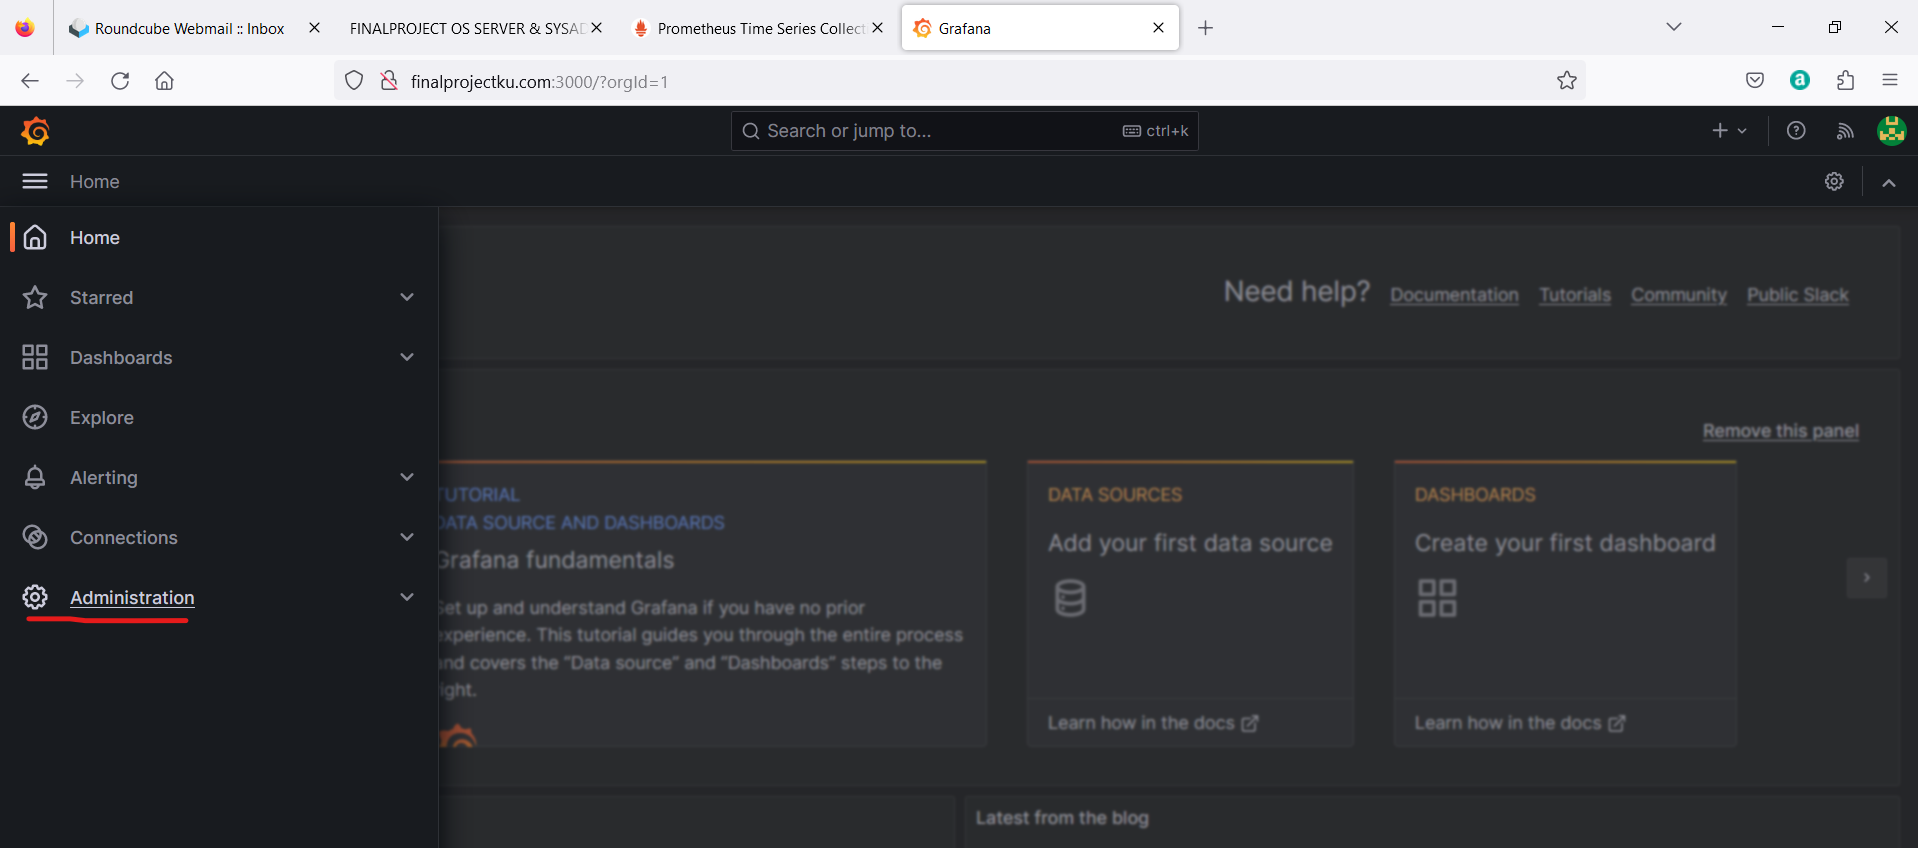 Roundcube Webmail :: Inbox
FINALPROJECT OS SERVER & SYSAD
Prometheus Time Series Collect
Grafana
finalprojectku.com:3000/?orgId=1
Search or jump to...
ctrl+k
Home
Home
Starred
Dashboards
Explore
Alerting
Connections
Administration
Need help?
Documentation
Tutorials
Community
Public Slack
Remove this panel
TUTORIAL
DATA SOURCE AND DASHBOARDS
Grafana fundamentals
Set up and understand Grafana if you have no prior
experience. This tutorial guides you through the entire process
and covers the "Data source" and "Dashboards" steps to the
right.
DATA SOURCES
Add your first data source
Learn how in the docs
DASHBOARDS
Create your first dashboard
Learn how in the docs
Latest from the blog